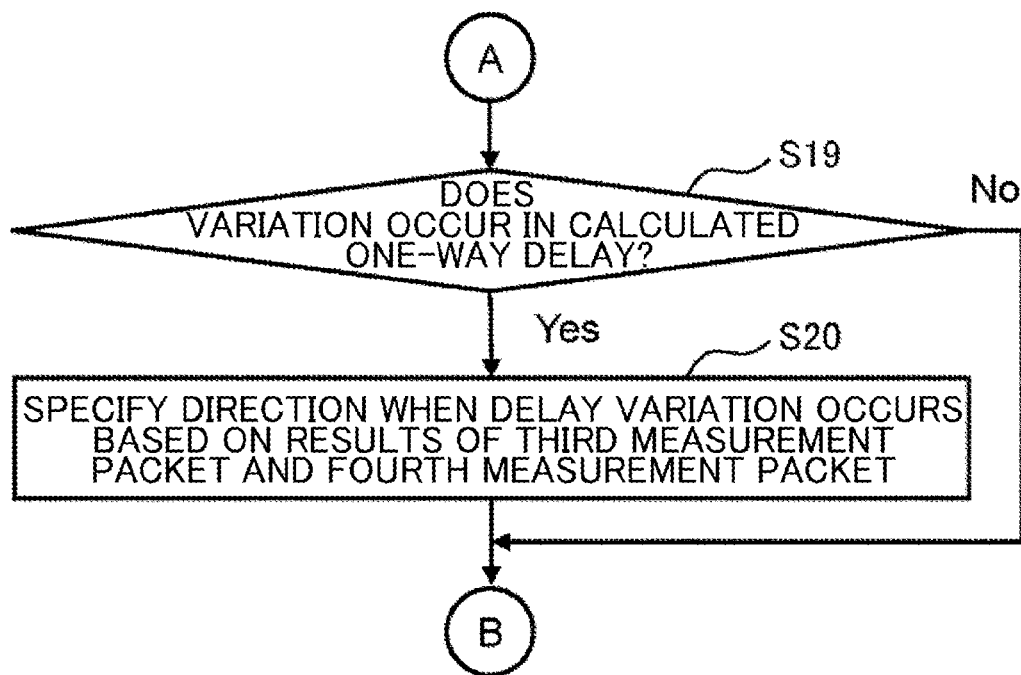 A
S19
DOES
VARIATION OCCUR IN CALCULATED
ONE-WAY DELAY?
No
Yes
S20
SPECIFY DIRECTION WHEN DELAY VARIATION OCCURS
BASED ON RESULTS OF THIRD MEASUREMENT
PACKET AND FOURTH MEASUREMENT PACKET
B